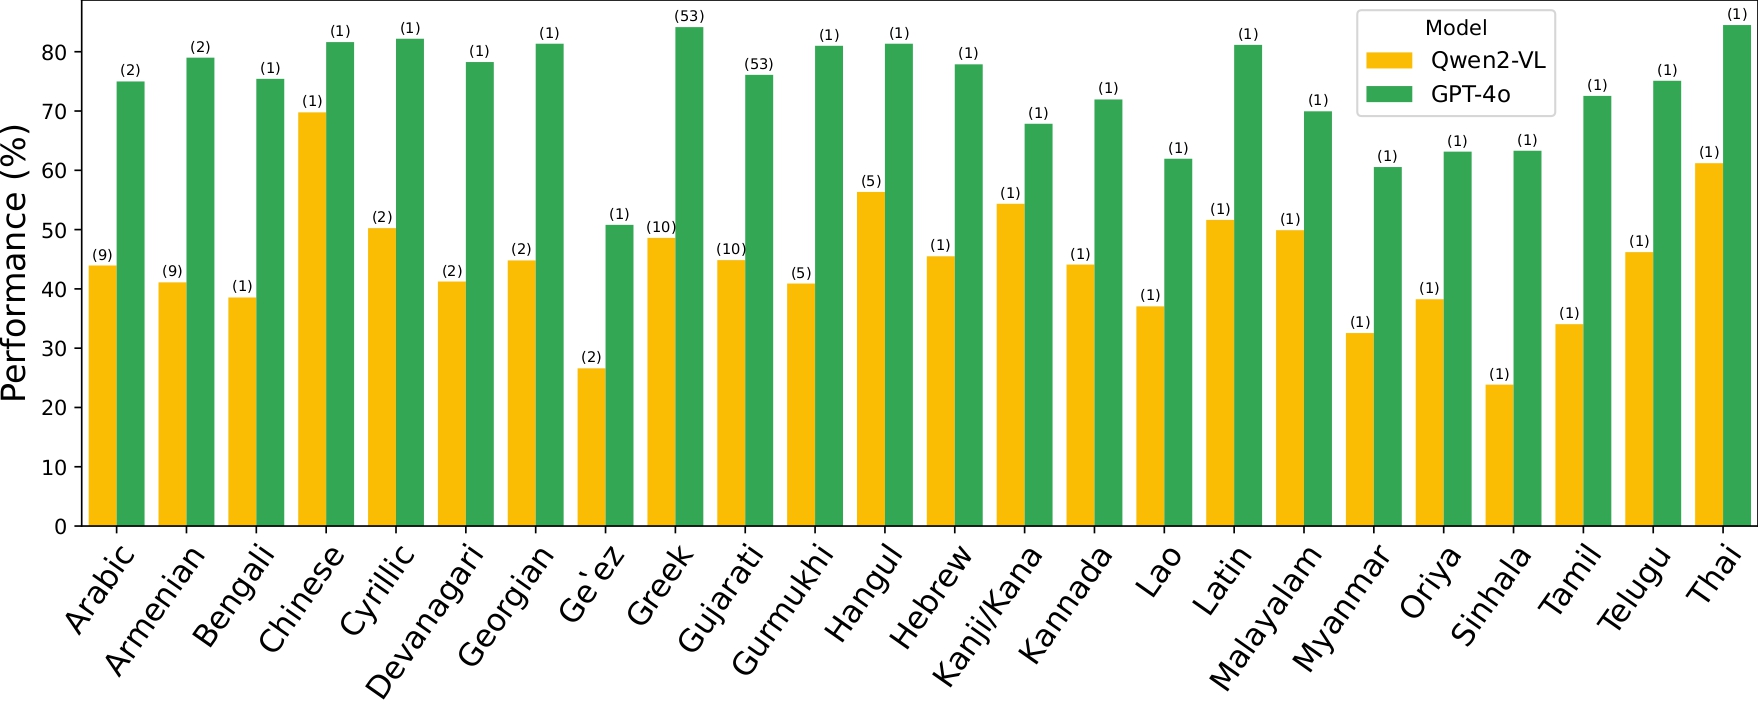 Performance (%)
80
70
60
50
40
30
20
10
0
(9) (2) (9) (2) (1) (1) (1) (1) (2) (1) (2) (1) (2) (1) (2) (1) (10) (53) (10) (53) (5) (1) (5) (1) (1) (1) (1) (1) (1) (1) (1) (1) (1) (1) (1) (1) (1) (1) (1) (1) (1) (1) (1) (1) (1) (1) (1) (1)
Model
Qwen2-VL
GPT-4o
Arabic
Armenian
Bengali
Chinese
Cyrillic
Devanagari
Georgian
Ge`ez
Greek
Gujarati
Gurmukhi
Hangul
Hebrew
Kanji/Kana
Kannada
Lao
Latin
Malayalam
Myanmar
Oriya
Sinhala
Tamil
Telugu
Thai